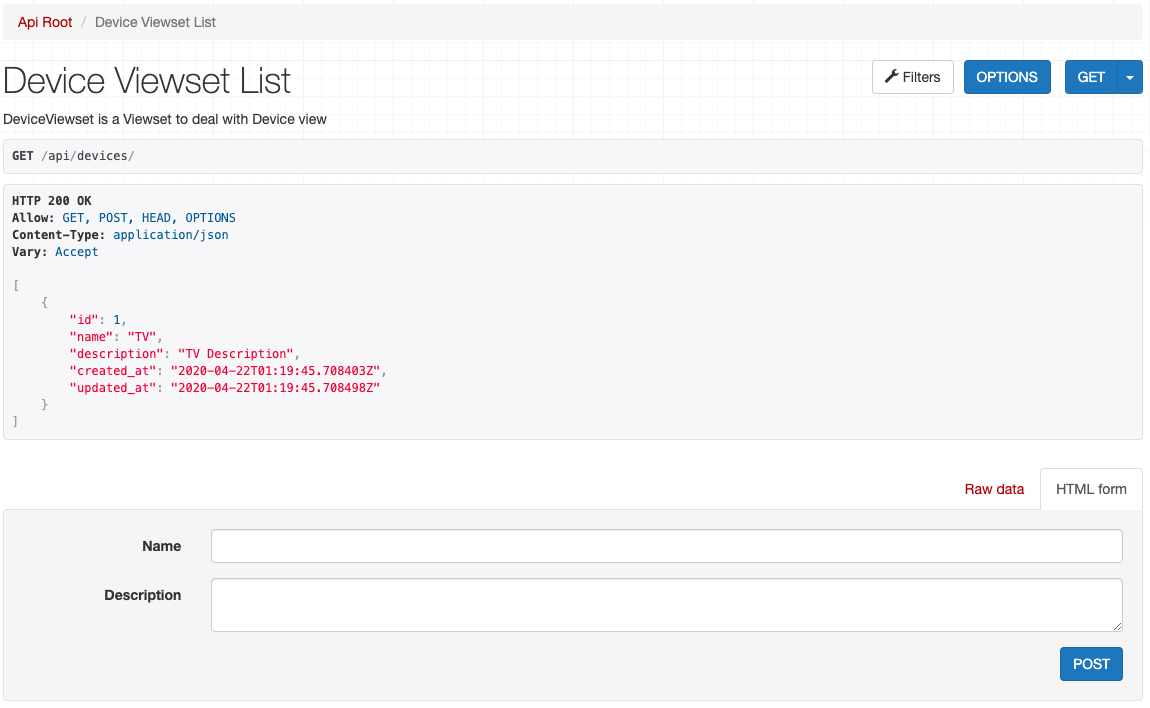 Api Root / Device Viewset List
Device Viewset List
Filters
OPTIONS
GET
DeviceViewset is a Viewset to deal with Device view
GET /api/devices/
HTTP 200 OK
Allow: GET, POST, HEAD, OPTIONS
Content-Type: application/json
Vary: Accept
[
    {
        "id": 1,
        "name": "TV",
        "description": "TV Description",
        "created_at": "2020-04-22T01:19:45.708403Z",
        "updated_at": "2020-04-22T01:19:45.708498Z"
    }
]
Raw data
HTML form
Name
Description
POST